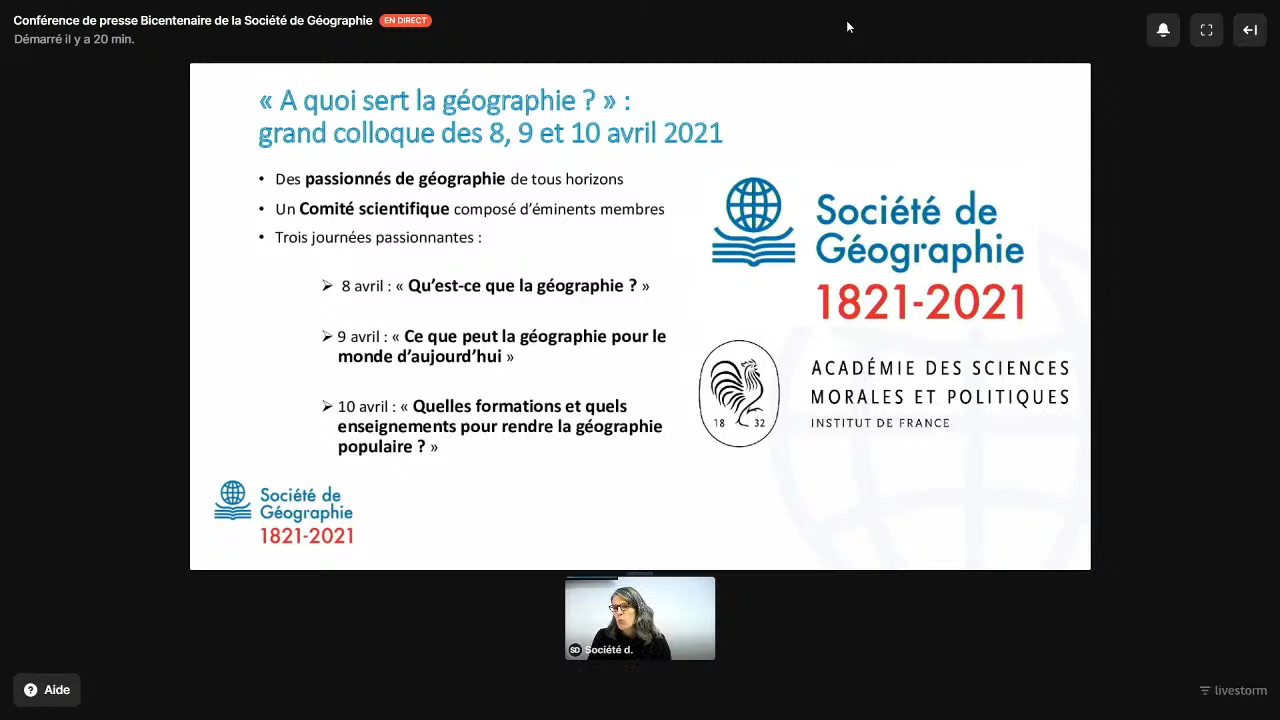 Conférence de presse Bicentenaire de la Société de Géographie EN DIRECT
Démarré il y a 20 min.
« A quoi sert la géographie ? » :
grand colloque des 8, 9 et 10 avril 2021
• Des passionnés de géographie de tous horizons
• Un Comité scientifique composé d'éminents membres
• Trois journées passionnantes :
➢ 8 avril : « Qu'est-ce que la géographie ? »
➢ 9 avril : « Ce que peut la géographie pour le
monde d'aujourd'hui »
➢ 10 avril : « Quelles formations et quels
enseignements pour rendre la géographie
populaire ? »
Société de
Géographie
1821-2021
18 32
ACADÉMIE DES SCIENCES
MORALES ET POLITIQUES
INSTITUT DE FRANCE
Société de
Géographie
1821-2021
SD Société d.
? Aide
livestorm